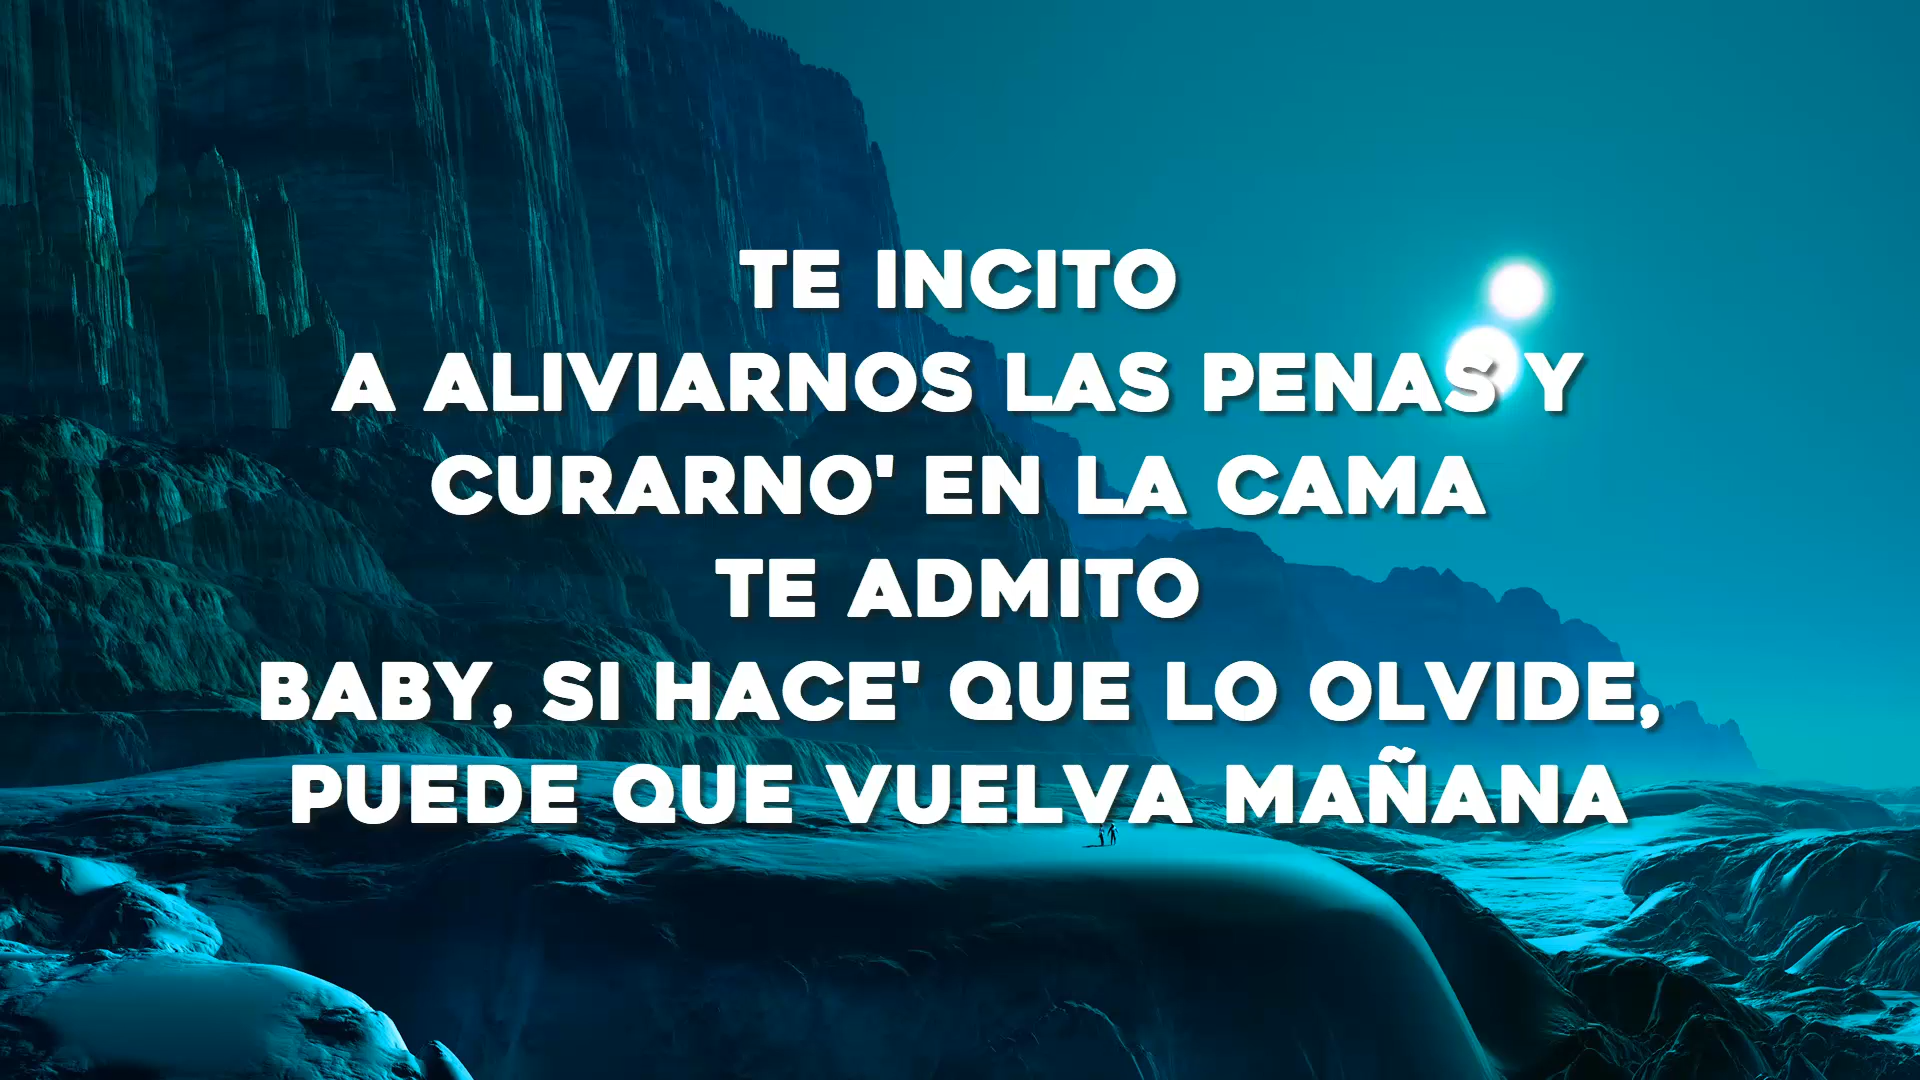 TE INCITO
A ALIVIARNOS LAS PENAS Y
CURARNO' EN LA CAMA
TE ADMITO
BABY, SI HACE' QUE LO OLVIDE,
PUEDE QUE VUELVA MAÑANA